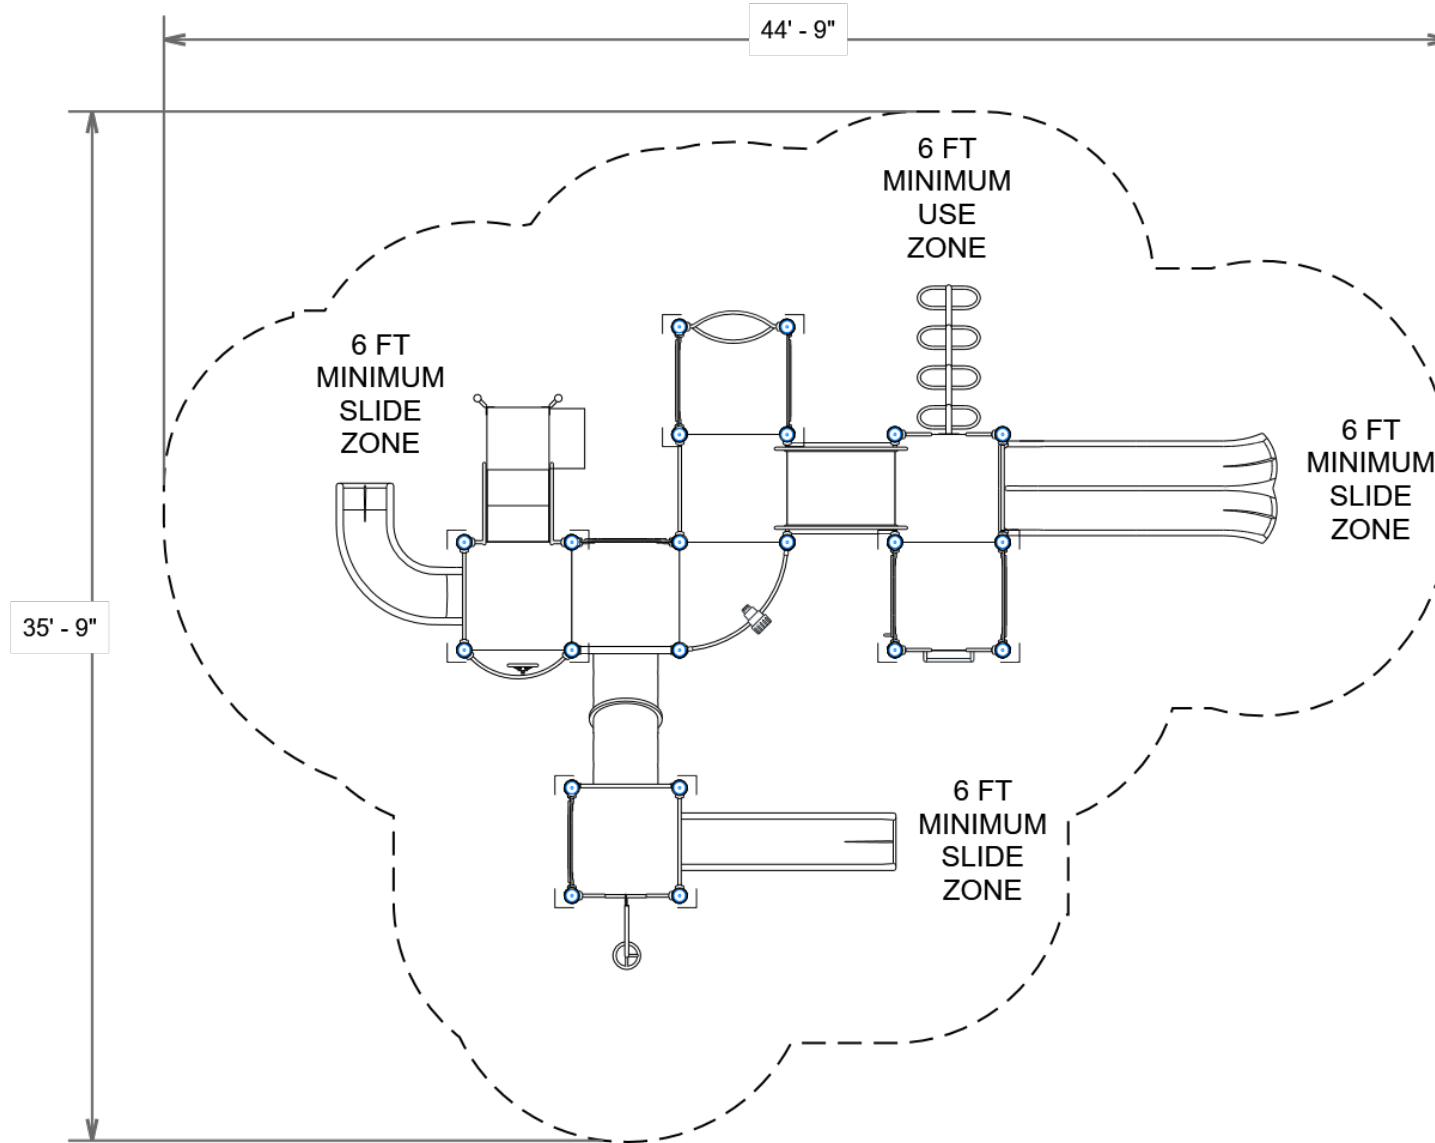 44' - 9"
6 FT
MINIMUM
USE
ZONE
6 FT
MINIMUM
SLIDE
ZONE
6 FT
MINIMUM
SLIDE
ZONE
35' - 9"
6 FT
MINIMUM
SLIDE
ZONE